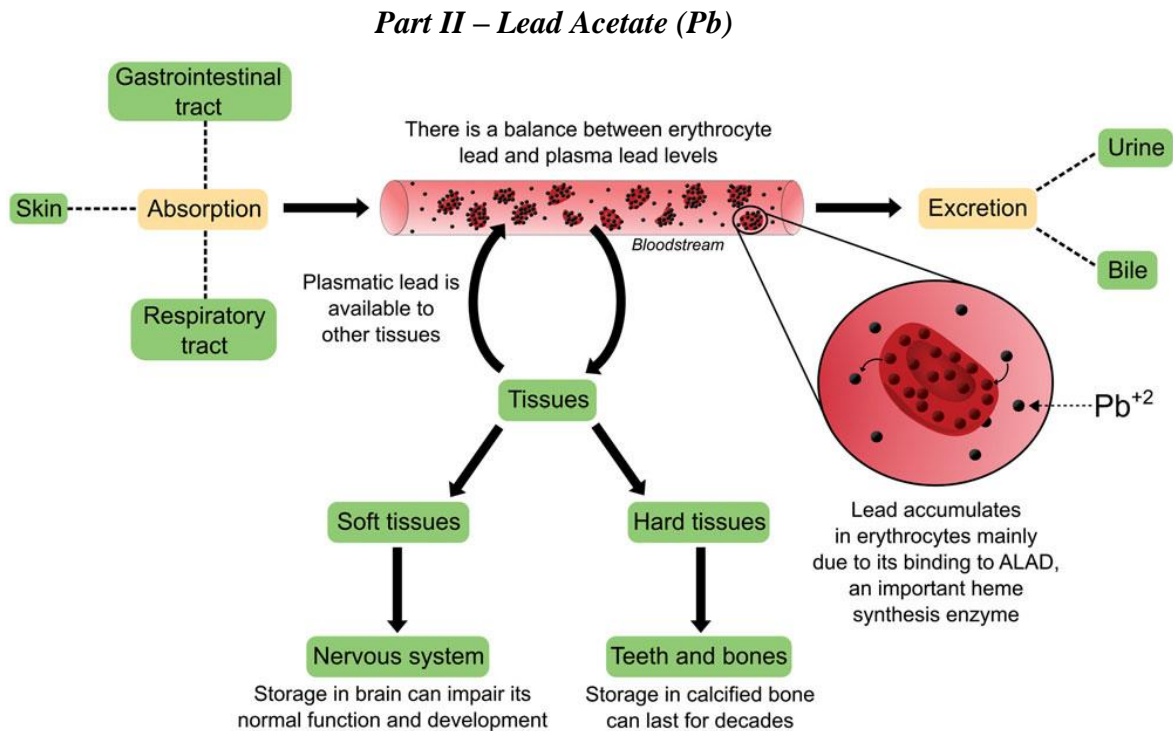 Part II – Lead Acetate (Pb)
Gastrointestinal
tract
Skin
Absorption
Respiratory
tract
There is a balance between erythrocyte
lead and plasma lead levels
Bloodstream
Plasmatic lead is
available to
other tissues
Excretion
Urine
Bile
Pb+2
Lead accumulates
in erythrocytes mainly
due to its binding to ALAD,
an important heme
synthesis enzyme
Tissues
Soft tissues
Hard tissues
Nervous system
Storage in brain can impair its
normal function and development
Teeth and bones
Storage in calcified bone
can last for decades